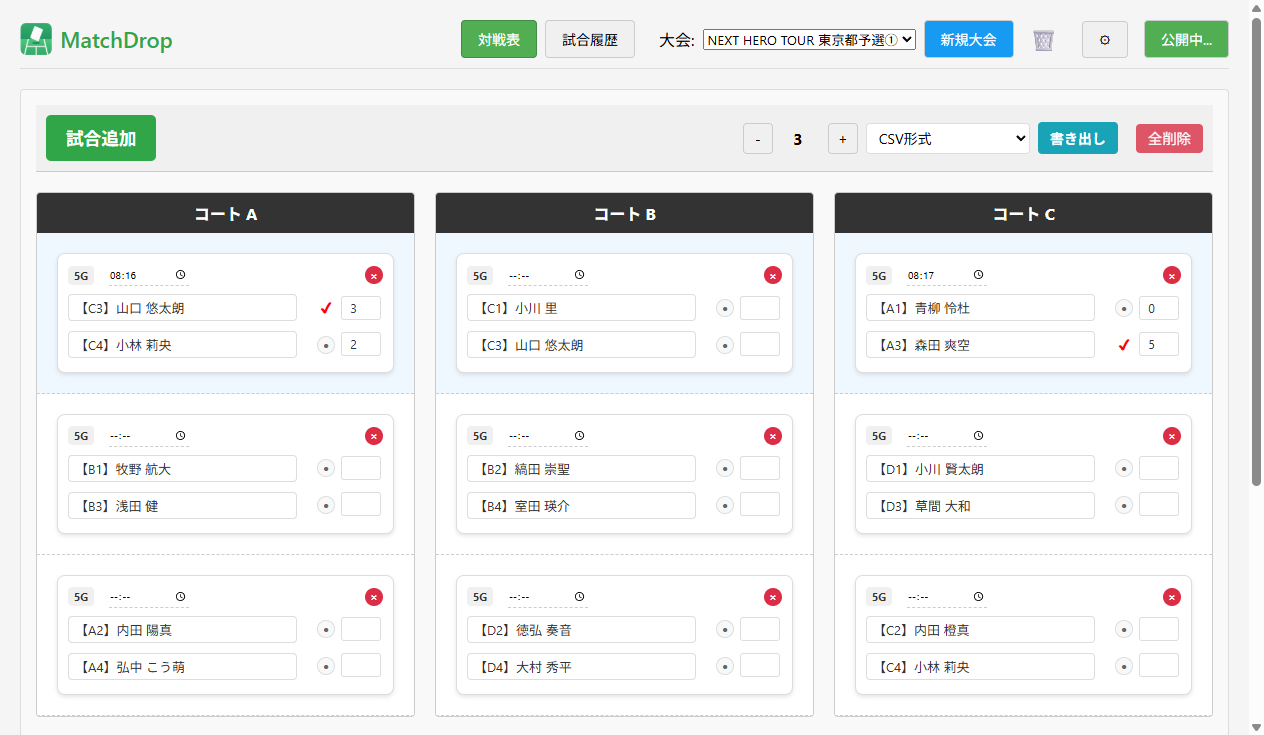 MatchDrop
対戦表 試合履歴 大会: NEXT HERO TOUR 東京都予選① 新規大会 公開中...
試合追加 - 3 + CSV形式 書き出し 全削除
コート A
5G 08:16
【C3】山口 悠太朗 3
【C4】小林 莉央 2
5G --:--
【B1】牧野 航大
【B3】浅田 健
5G --:--
【A2】内田 陽真
【A4】弘中 こう萌
コート B
5G --:--
【C1】小川 里
【C3】山口 悠太朗
5G --:--
【B2】縞田 崇聖
【B4】室田 瑛介
5G --:--
【D2】徳弘 奏音
【D4】大村 秀平
コート C
5G 08:17
【A1】青柳 怜杜 0
【A3】森田 爽空 5
5G --:--
【D1】小川 賢太朗
【D3】草間 大和
5G --:--
【C2】内田 橙真
【C4】小林 莉央